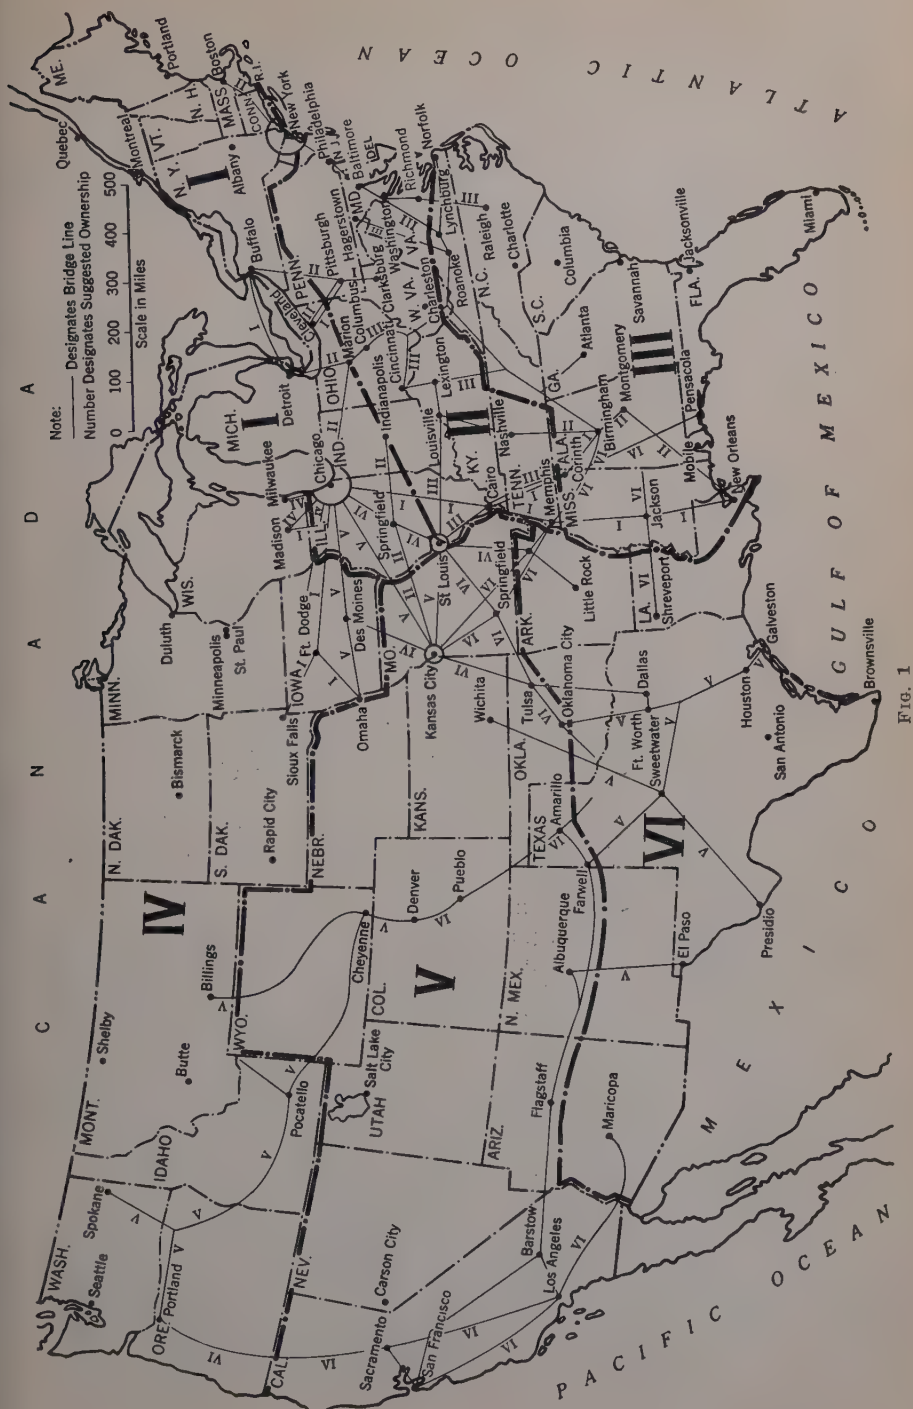 C A N A D A
Note:
Designates Bridge Line
Number Designates Suggested Ownership
0 100 200 300 400 500
Scale in Miles
WASH.
Seattle
Spokane
ORE.
Portland
IDAHO
MONT.
Shelby
Butte
Billings
IV
N. DAK.
Bismarck
S. DAK.
Rapid City
Sioux Falls
MINN.
Duluth
Minneapolis
St. Paul
WIS.
Madison
Milwaukee
MICH.
I
Detroit
Quebec
Montreal
ME.
Portland
VT.
N. H.
Boston
MASS.
R.I.
CONN.
N. Y.
I
Albany
Buffalo
New York
Philadelphia
N J
Baltimore
DEL
MD.
PENN.
Pittsburgh
Hagerstown
Washington
Clarksburg
Cleveland
OHIO
Marion
Columbus
Cincinnati
W. VA.
VA.
Charleston
Richmond
Norfolk
Lynchburg
Roanoke
Chicago
IND.
Indianapolis
ILL.
Springfield
IOWA
Ft. Dodge
Des Moines
Omaha
NEBR.
WYO.
Cheyenne
Pocatello
NEV.
Carson City
CAL.
Sacramento
San Francisco
UTAH
Salt Lake
City
COL.
Denver
Pueblo
V
KANS.
Wichita
MO.
Kansas City
St Louis
Springfield
KY.
Louisville
Lexington
II
Cairo
TENN.
Nashville
Memphis
Corinth
N.C.
Raleigh
Charlotte
S.C.
Columbia
GA.
Atlanta
Savannah
III
ALA.
Birmingham
Montgomery
MISS.
Jackson
Mobile
Pensacola
FLA.
Jacksonville
Miami
New Orleans
LA.
Shreveport
ARK.
Little Rock
OKLA.
Tulsa
Oklahoma City
TEXAS
Amarillo
Farwell
Dallas
Ft. Worth
Sweetwater
VI
Houston
Galveston
San Antonio
Brownsville
Presidio
El Paso
N. MEX.
Albuquerque
ARIZ.
Flagstaff
Maricopa
Barstow
Los Angeles
PACIFIC OCEAN
M E X I C O
GULF OF MEXICO
ATLANTIC OCEAN
FIG. 1